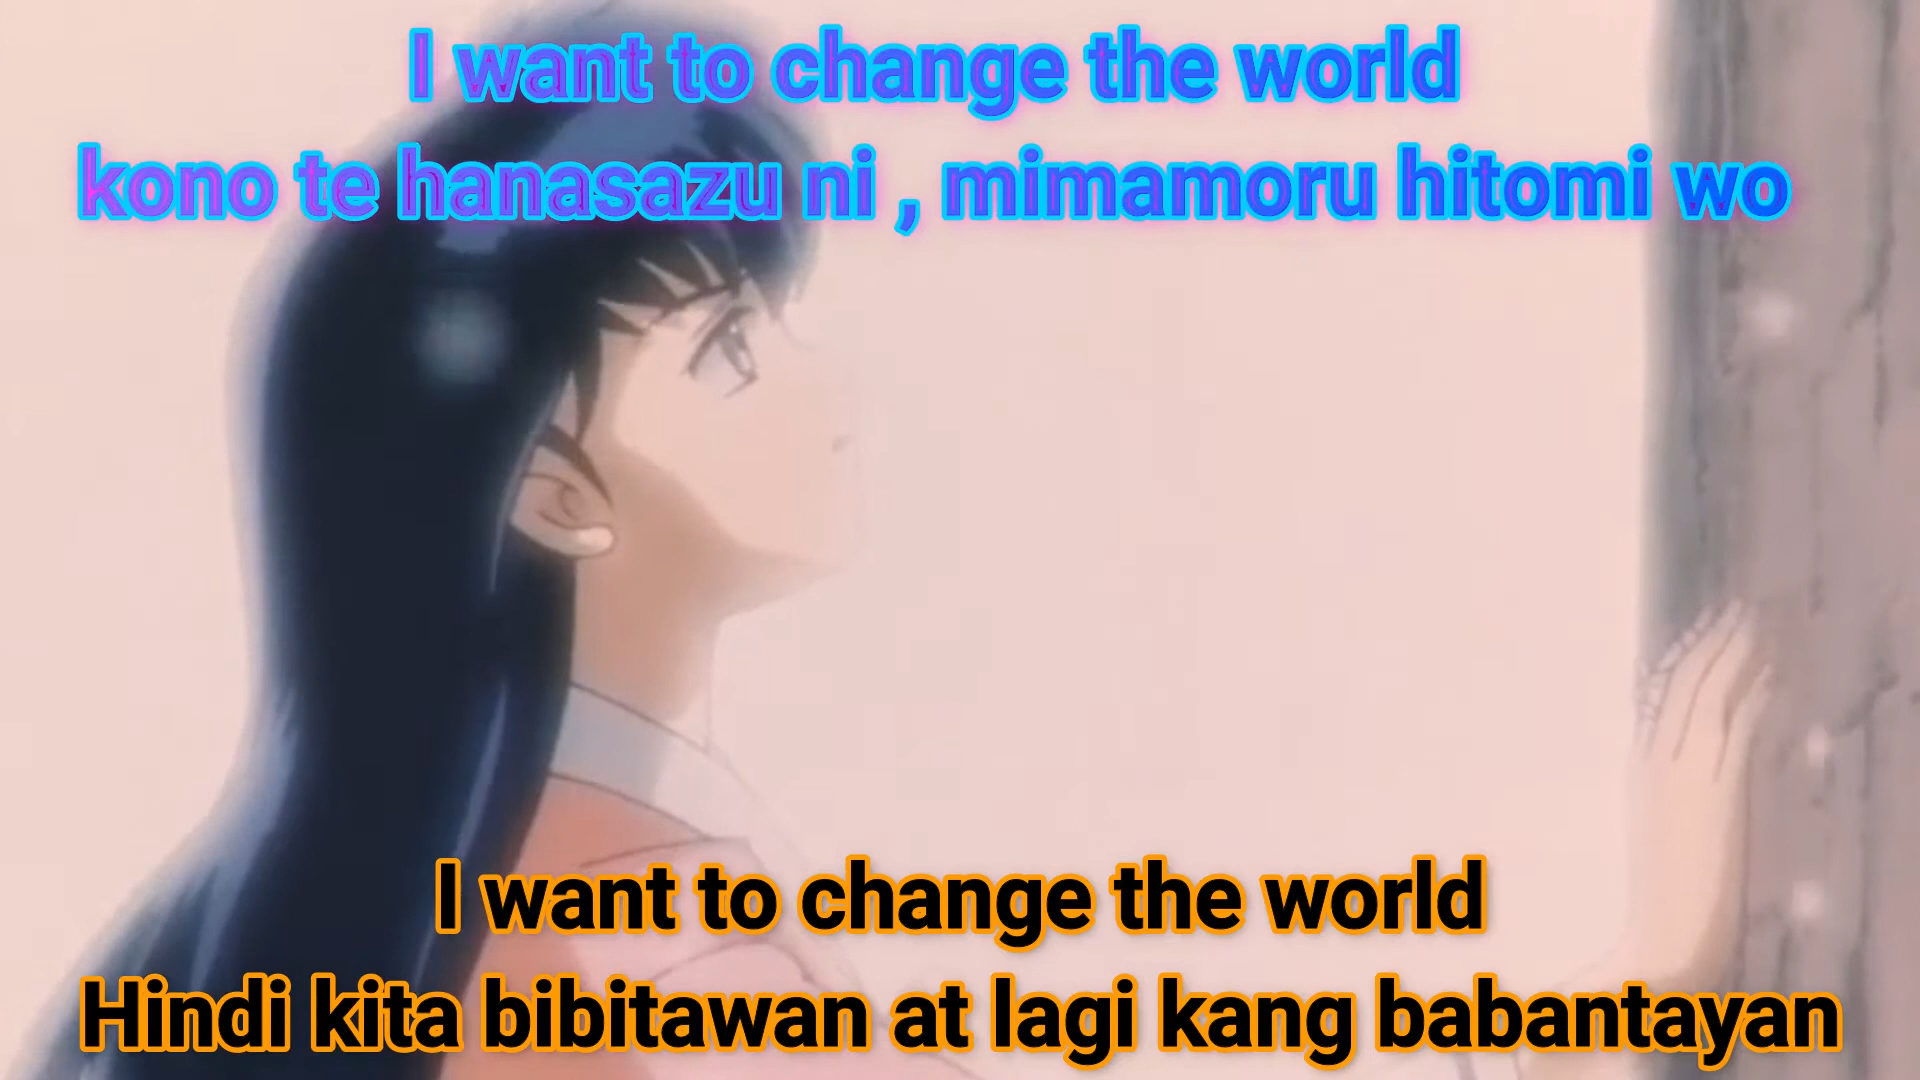 I want to change the world
kono te hanasazu ni , mimamoru hitomi wo
I want to change the world
Hindi kita bibitawan at lagi kang babantayan